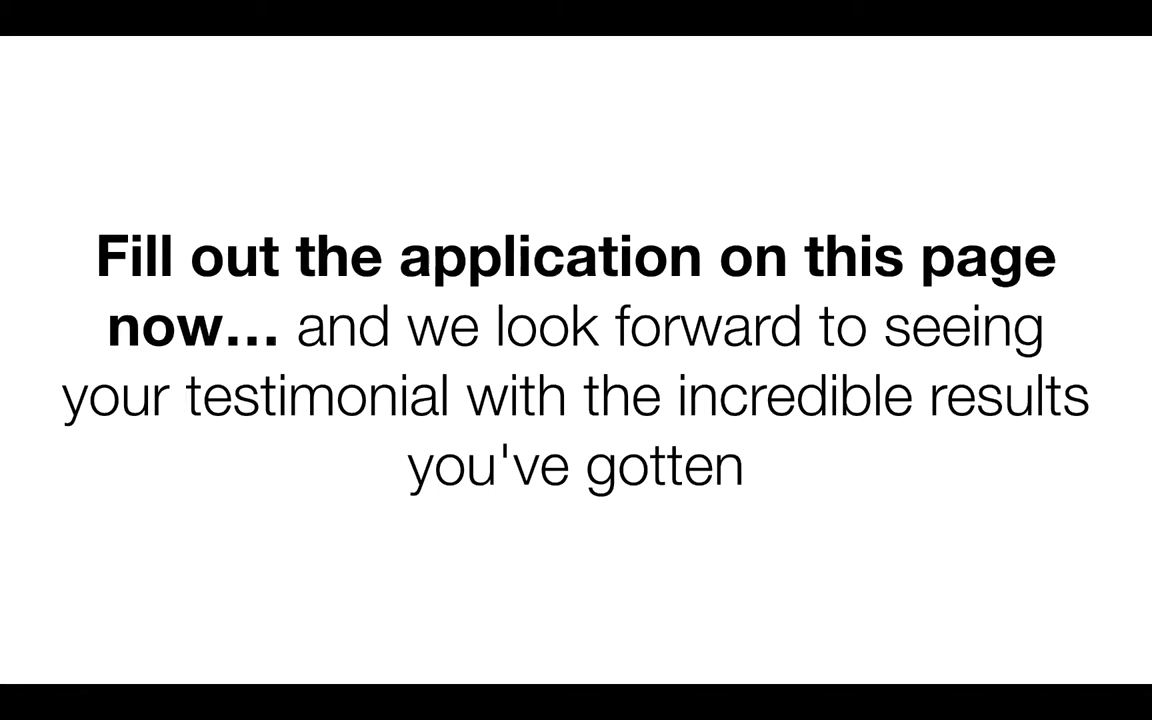 Fill out the application on this page
now... and we look forward to seeing
your testimonial with the incredible results
you've gotten